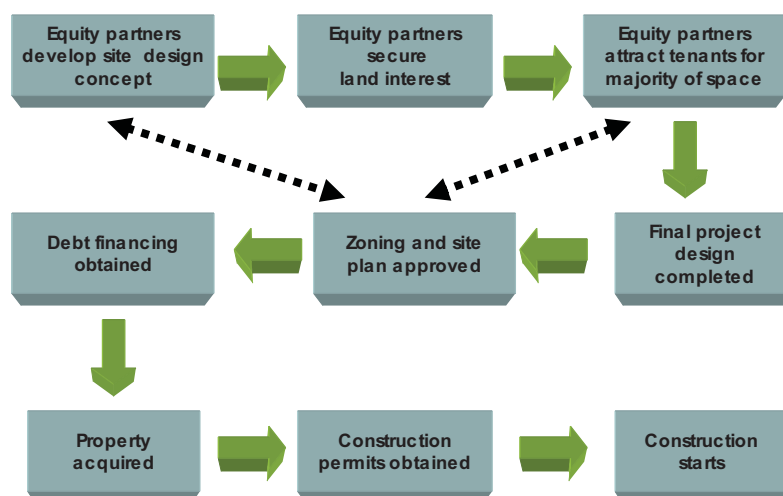 Equity partners
develop site design
concept
Equity partners
secure
land interest
Equity partners
attract tenants for
majority of space
Debt financing
obtained
Zoning and site
plan approved
Final project
design
completed
Property
acquired
Construction
permits obtained
Construction
starts